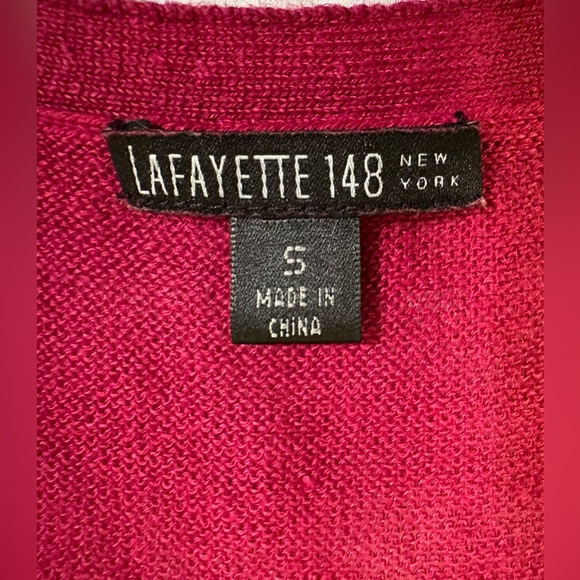 LAFAYETTE 148 NEW YORK
S
MADE IN
CHINA